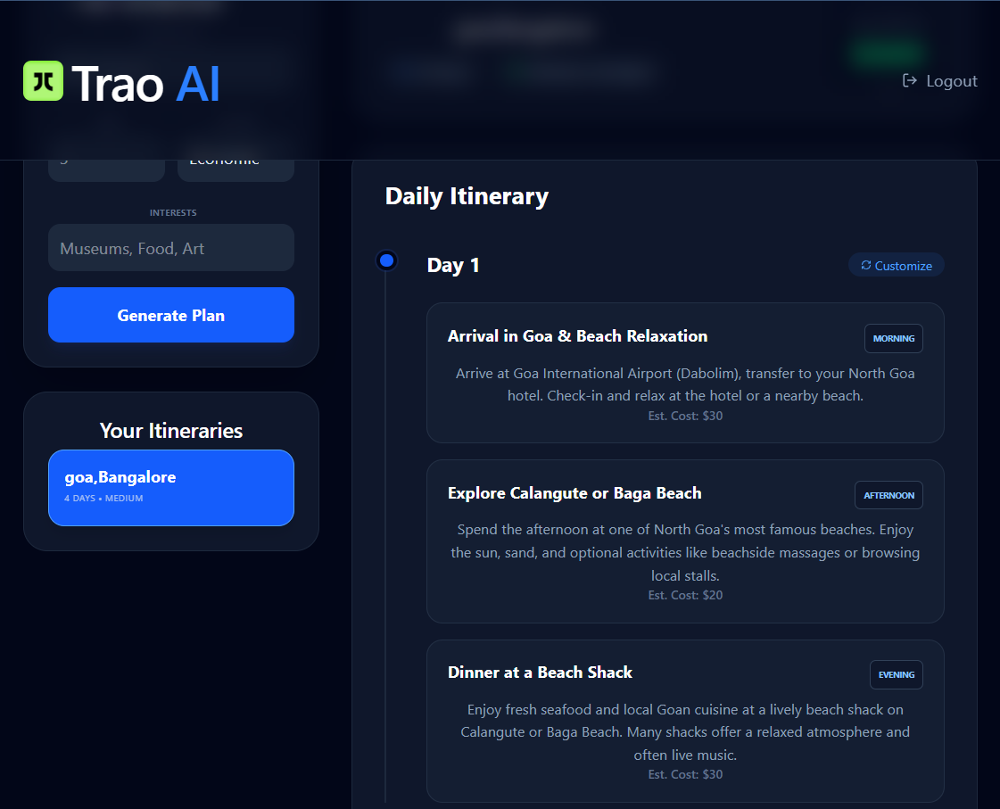 Trao AI
Logout
Economic
INTERESTS
Museums, Food, Art
Generate Plan
Your Itineraries
goa,Bangalore
4 DAYS • MEDIUM
Daily Itinerary
Day 1
Customize
Arrival in Goa & Beach Relaxation
MORNING
Arrive at Goa International Airport (Dabolim), transfer to your North Goa
hotel. Check-in and relax at the hotel or a nearby beach.
Est. Cost: $30
Explore Calangute or Baga Beach
AFTERNOON
Spend the afternoon at one of North Goa's most famous beaches. Enjoy
the sun, sand, and optional activities like beachside massages or browsing
local stalls.
Est. Cost: $20
Dinner at a Beach Shack
EVENING
Enjoy fresh seafood and local Goan cuisine at a lively beach shack on
Calangute or Baga Beach. Many shacks offer a relaxed atmosphere and
often live music.
Est. Cost: $30